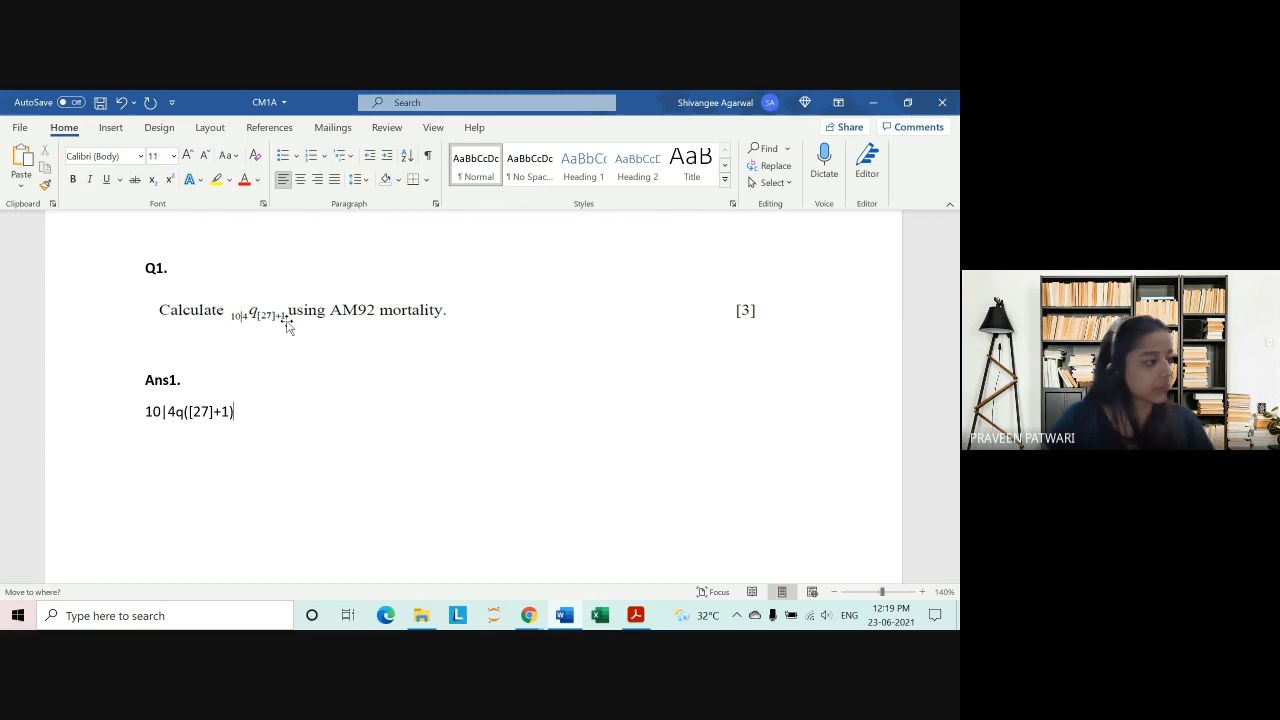 AutoSave Off CM1A Search Shivangee Agarwal SA
File Home Insert Design Layout References Mailings Review View Help Share Comments
Paste Calibri (Body) 11 AaBbCcDc AaBbCcDc AaBbCc AaBbCcD AaB Find Dictate Editor
¶ Normal ¶ No Spac... Heading 1 Heading 2 Title Replace
Select
Clipboard Font Paragraph Styles Editing Voice Editor
Q1.
Calculate 10|4q[27]+1 using AM92 mortality. [3]
Ans1.
10|4q([27]+1)
PRAVEEN PATWARI
Move to where? Focus 140%
Type here to search 32°C ENG 12:19 PM
23-06-2021